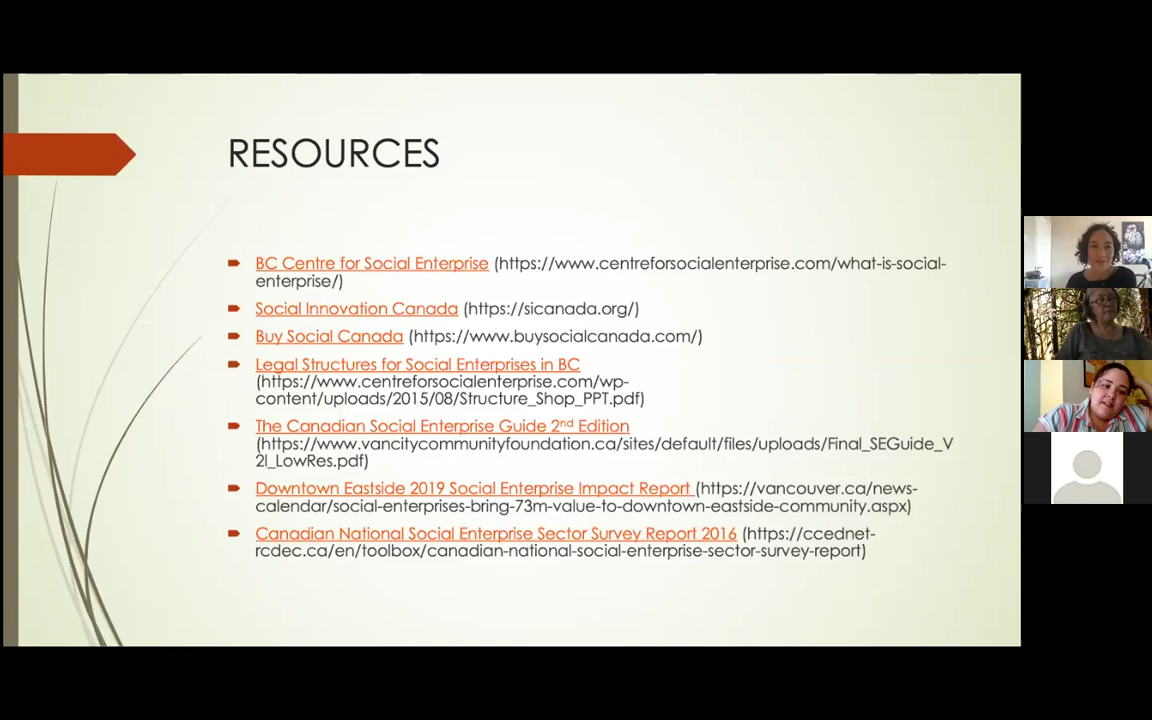 RESOURCES
BC Centre for Social Enterprise (https://www.centreforsocialenterprise.com/what-is-social-
enterprise/)
Social Innovation Canada (https://sicanada.org/)
Buy Social Canada (https://www.buysocialcanada.com/)
Legal Structures for Social Enterprises in BC
(https://www.centreforsocialenterprise.com/wp-
content/uploads/2015/08/Structure_Shop_PPT.pdf)
The Canadian Social Enterprise Guide 2nd Edition
(https://www.vancitycommunityfoundation.ca/sites/default/files/uploads/Final_SEGuide_V
2l_LowRes.pdf)
Downtown Eastside 2019 Social Enterprise Impact Report (https://vancouver.ca/news-
calendar/social-enterprises-bring-73m-value-to-downtown-eastside-community.aspx)
Canadian National Social Enterprise Sector Survey Report 2016 (https://ccednet-
rcdec.ca/en/toolbox/canadian-national-social-enterprise-sector-survey-report)